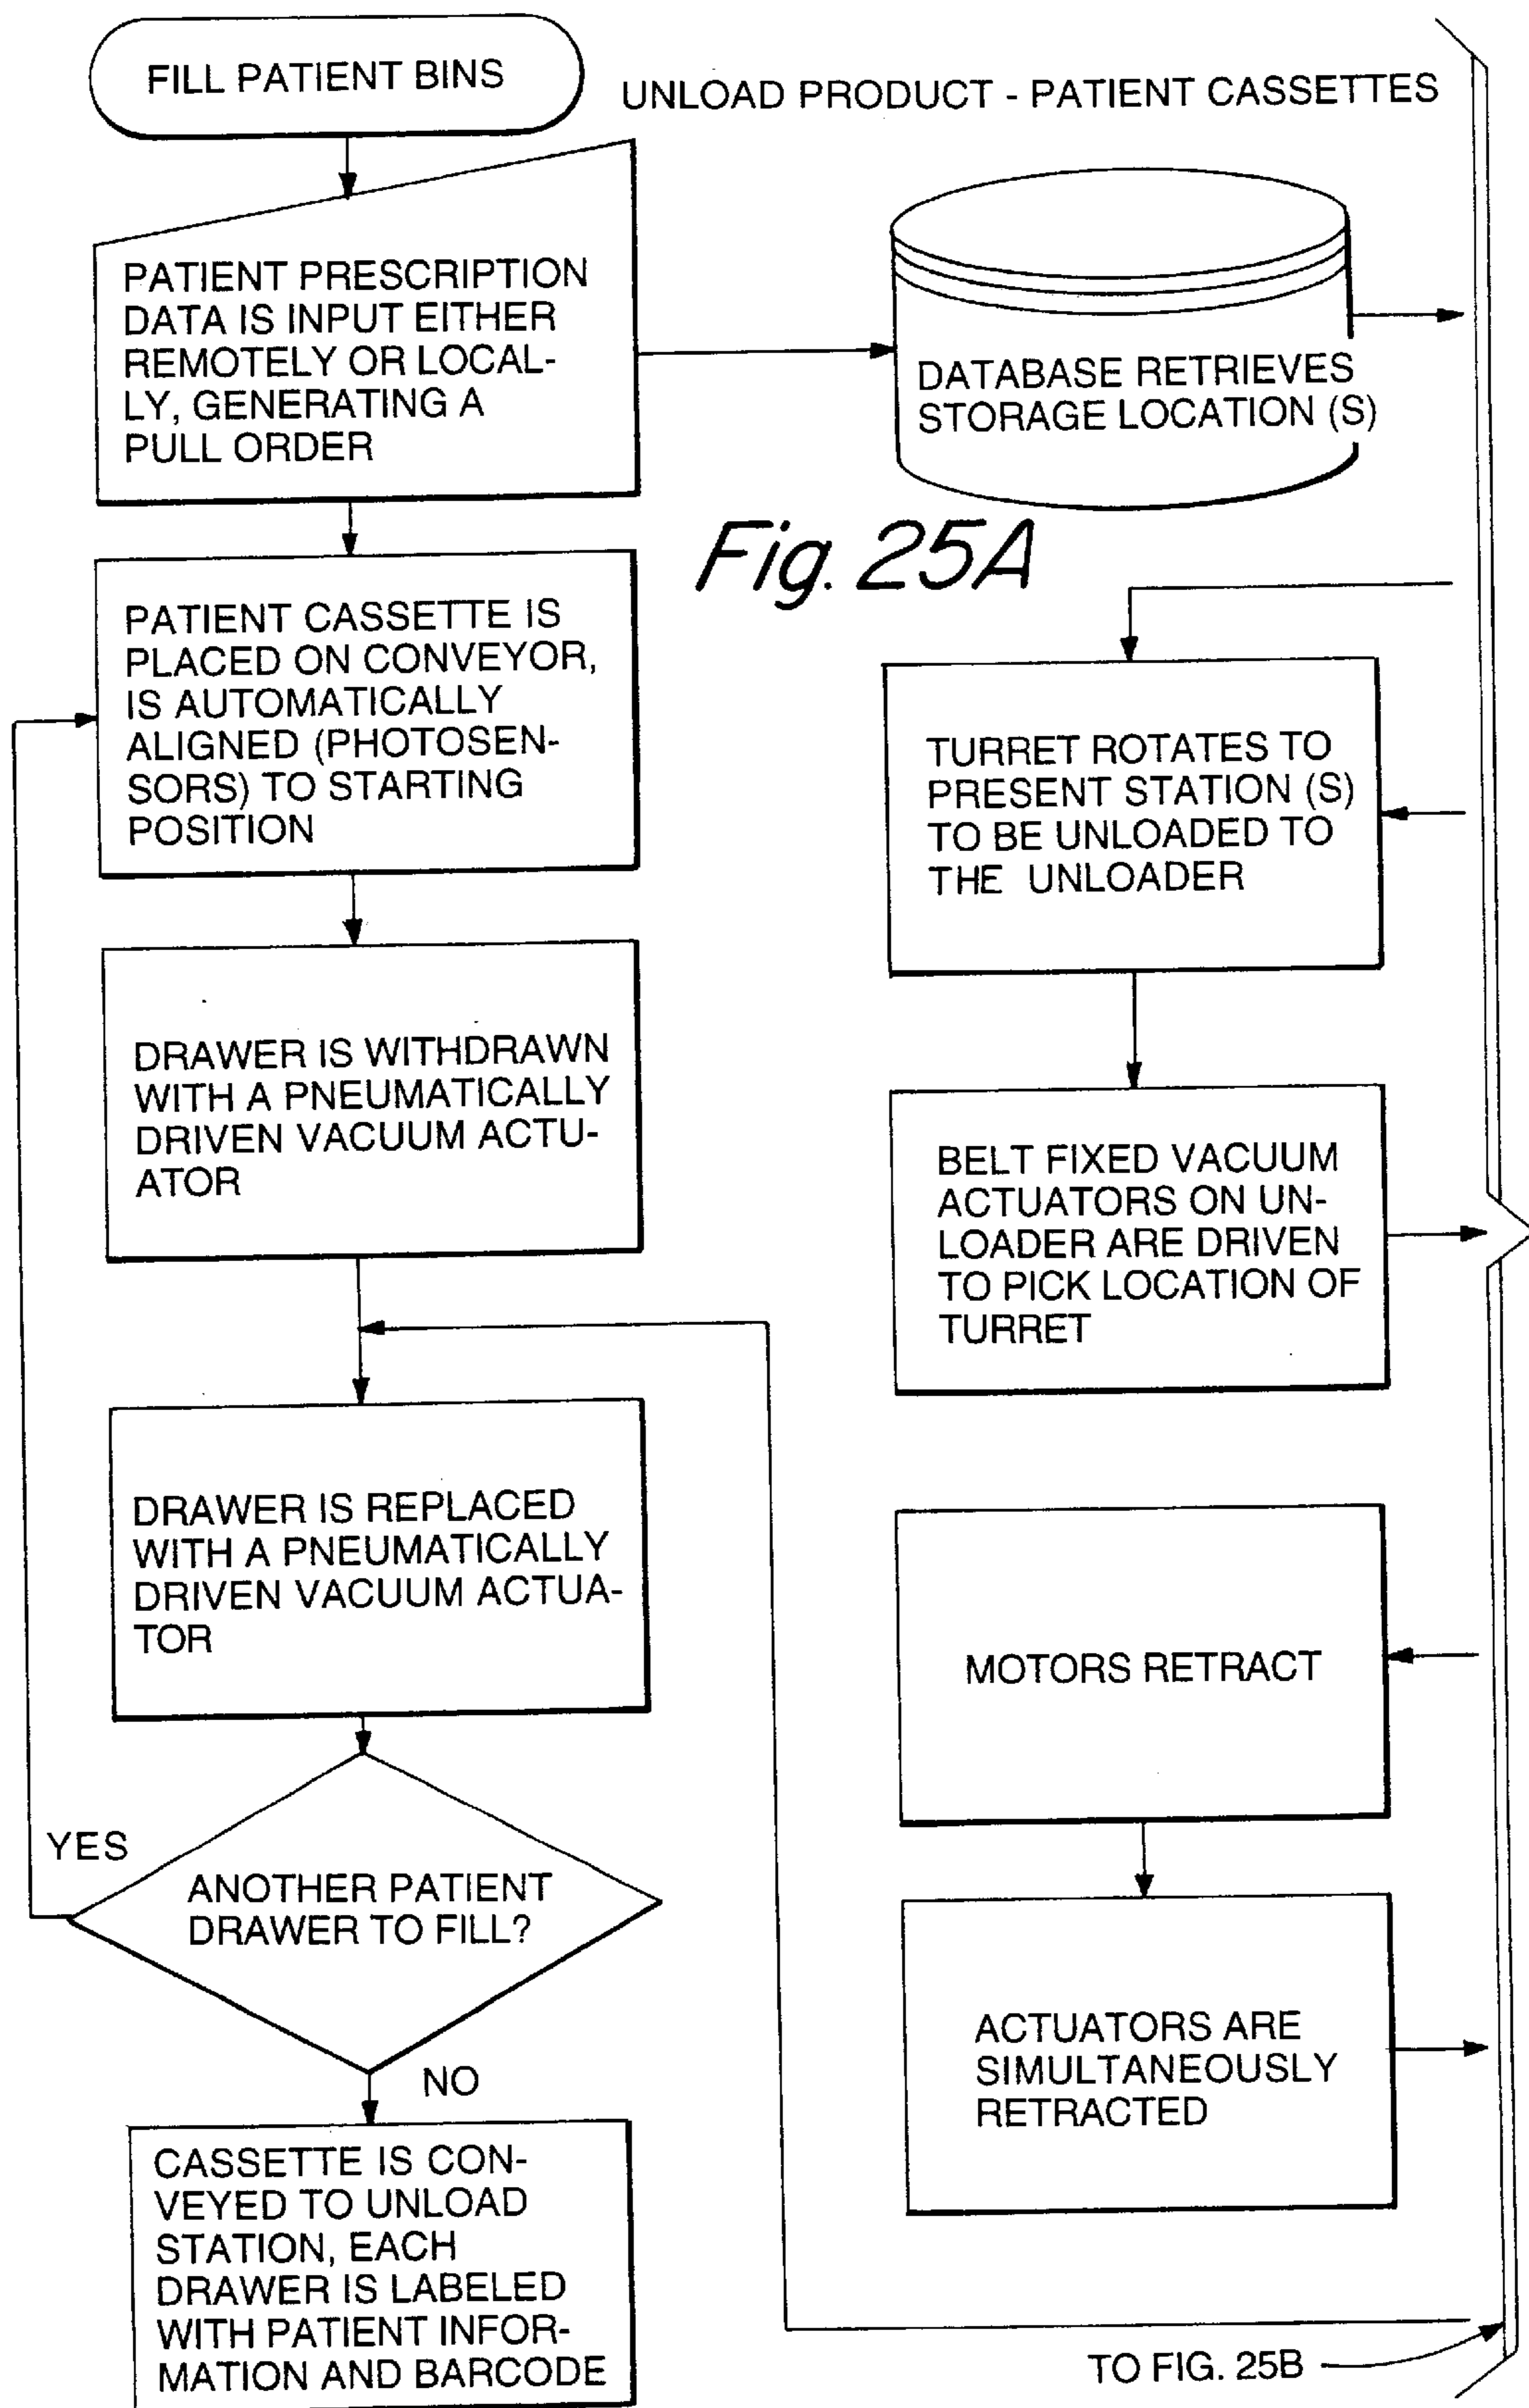 FILL PATIENT BINS
UNLOAD PRODUCT - PATIENT CASSETTES
PATIENT PRESCRIPTION
DATA IS INPUT EITHER
REMOTELY OR LOCAL-
LY, GENERATING A
PULL ORDER
DATABASE RETRIEVES
STORAGE LOCATION (S)
Fig. 25A
PATIENT CASSETTE IS
PLACED ON CONVEYOR,
IS AUTOMATICALLY
ALIGNED (PHOTOSEN-
SORS) TO STARTING
POSITION
TURRET ROTATES TO
PRESENT STATION (S)
TO BE UNLOADED TO
THE UNLOADER
DRAWER IS WITHDRAWN
WITH A PNEUMATICALLY
DRIVEN VACUUM ACTU-
ATOR
BELT FIXED VACUUM
ACTUATORS ON UN-
LOADER ARE DRIVEN
TO PICK LOCATION OF
TURRET
DRAWER IS REPLACED
WITH A PNEUMATICALLY
DRIVEN VACUUM ACTUA-
TOR
MOTORS RETRACT
YES
ANOTHER PATIENT
DRAWER TO FILL?
NO
ACTUATORS ARE
SIMULTANEOUSLY
RETRACTED
CASSETTE IS CON-
VEYED TO UNLOAD
STATION, EACH
DRAWER IS LABELED
WITH PATIENT INFOR-
MATION AND BARCODE
TO FIG. 25B